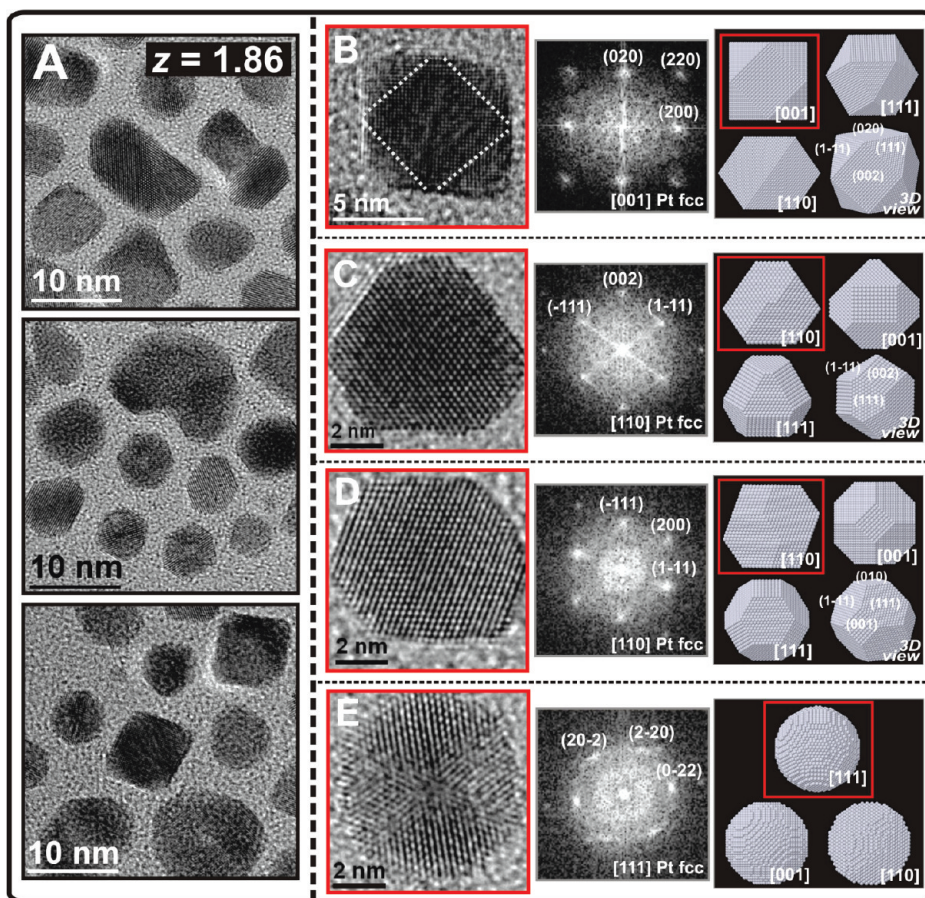 A
z = 1.86
10 nm
10 nm
10 nm
B
5 nm
(020)
(220)
(200)
[001] Pt fcc
[001]
[111]
[110]
(020)
(1-11)
(111)
(002)
3D
view
C
2 nm
(002)
(-111)
(1-11)
[110] Pt fcc
[110]
[001]
[111]
(1-11)
(002)
(111)
3D
view
D
2 nm
(-111)
(200)
(1-11)
[110] Pt fcc
[110]
[001]
[111]
(010)
(1-11)
(111)
(001)
3D
view
E
2 nm
(20-2)
(2-20)
(0-22)
[111] Pt fcc
[111]
[001]
[110]